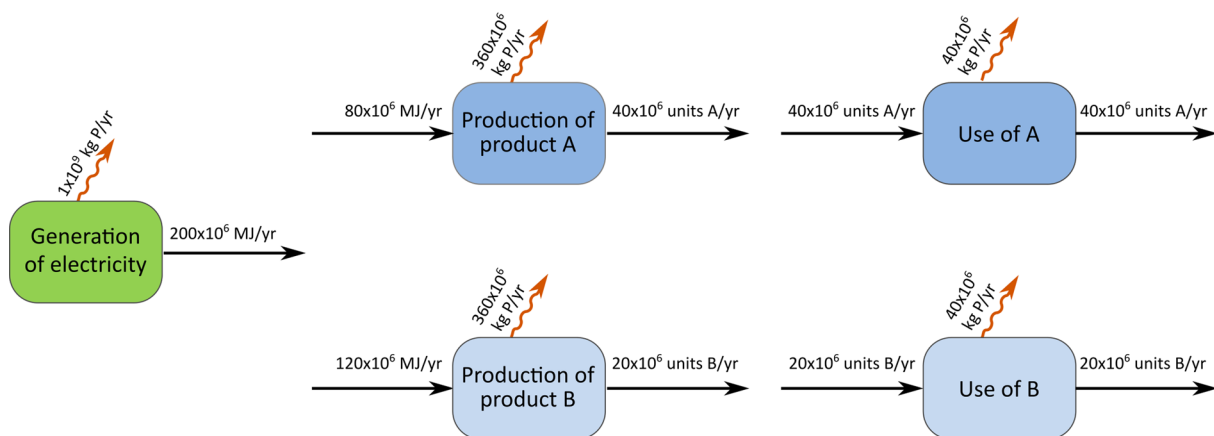 1x10⁹ kg P/yr
Generation
of electricity
200x10⁶ MJ/yr
80x10⁶ MJ/yr
360x10⁶
kg P/yr
Production of
product A
40x10⁶ units A/yr
40x10⁶ units A/yr
40x10⁶
kg P/yr
Use of A
40x10⁶ units A/yr
120x10⁶ MJ/yr
360x10⁶
kg P/yr
Production of
product B
20x10⁶ units B/yr
20x10⁶ units B/yr
40x10⁶
kg P/yr
Use of B
20x10⁶ units B/yr